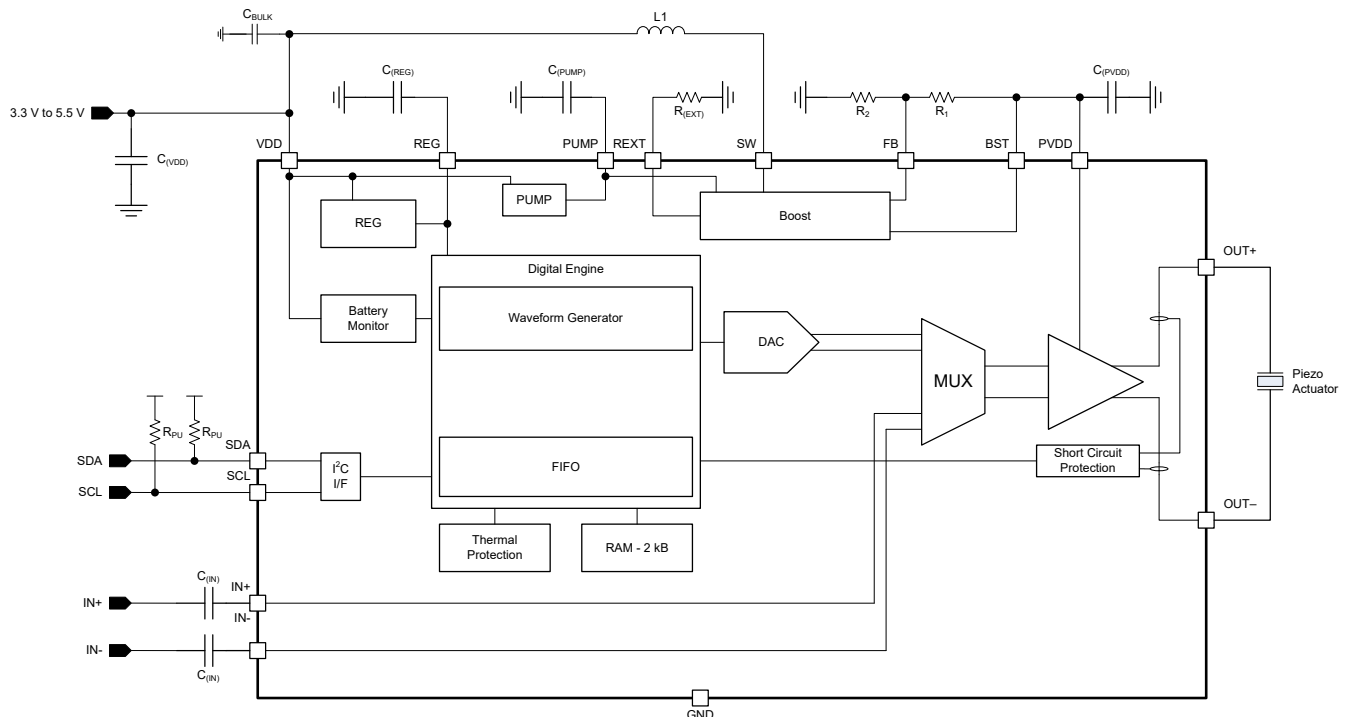 C(BULK)
L1
C(REG)
C(PUMP)
R(EXT)
C(PVDD)
R2
R1
3.3 V to 5.5 V
C(VDD)
VDD
REG
PUMP
REXT
SW
FB
BST
PVDD
REG
PUMP
Boost
Digital Engine
Waveform Generator
Battery
Monitor
DAC
MUX
OUT+
Piezo
Actuator
RPU
RPU
SDA
SDA
SCL
SCL
I2C
I/F
FIFO
Short Circuit
Protection
OUT–
Thermal
Protection
RAM - 2 kB
C(IN)
IN+
IN+
IN-
IN-
C(IN)
GND